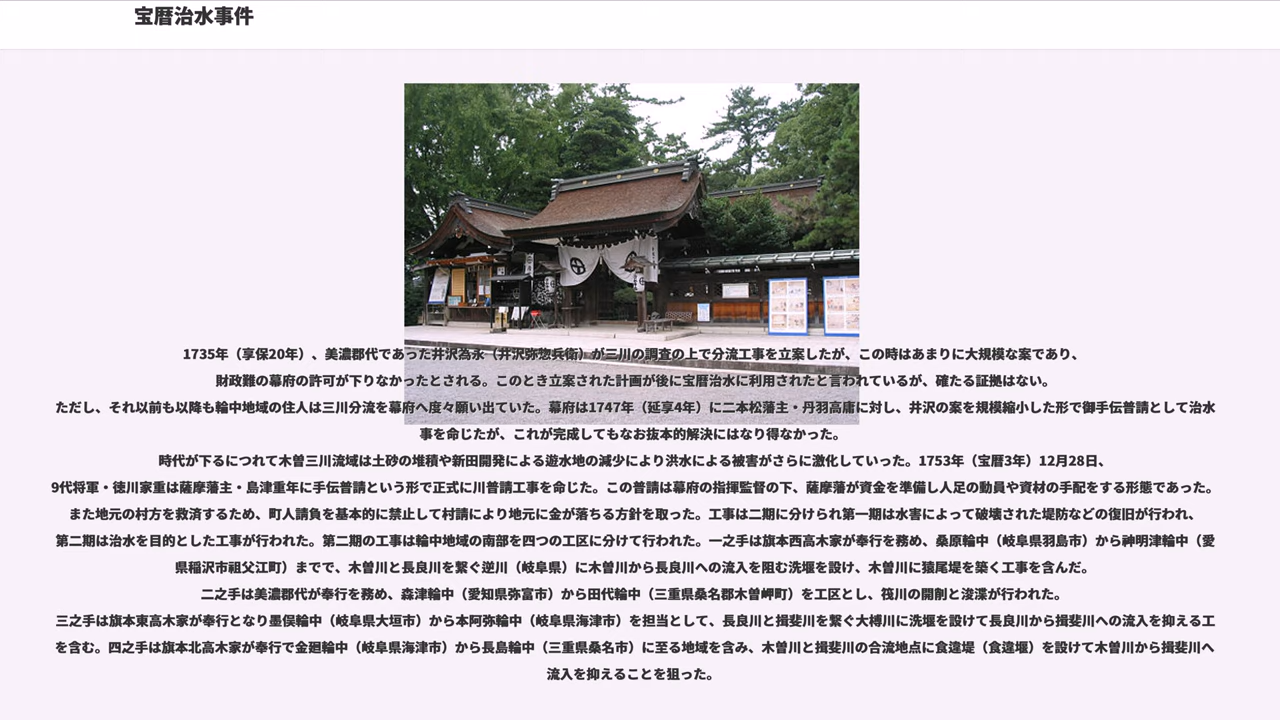 宝暦治水事件
1735年（享保20年）、美濃郡代であった井沢為永（井沢弥惣兵衛）が三川の調査の上で分流工事を立案したが、この時はあまりに大規模な案であり、
財政難の幕府の許可が下りなかったとされる。このとき立案された計画が後に宝暦治水に利用されたと言われているが、確たる証拠はない。
ただし、それ以前も以降も輪中地域の住人は三川分流を幕府へ度々願い出ていた。幕府は1747年（延享4年）に二本松藩主・丹羽高庸に対し、井沢の案を規模縮小した形で御手伝普請として治水
事を命じたが、これが完成してもなお抜本的解決にはなり得なかった。
時代が下るにつれて木曽三川流域は土砂の堆積や新田開発による遊水地の減少により洪水による被害がさらに激化していった。1753年（宝暦3年）12月28日、
9代将軍・徳川家重は薩摩藩主・島津重年に手伝普請という形で正式に川普請工事を命じた。この普請は幕府の指揮監督の下、薩摩藩が資金を準備し人足の動員や資材の手配をする形態であった。
また地元の村方を救済するため、町人請負を基本的に禁止して村請により地元に金が落ちる方針を取った。工事は二期に分けられ第一期は水害によって破壊された堤防などの復旧が行われ、
第二期は治水を目的とした工事が行われた。第二期の工事は輪中地域の南部を四つの工区に分けて行われた。一之手は旗本西高木家が奉行を務め、桑原輪中（岐阜県羽島市）から神明津輪中（愛
県稲沢市祖父江町）までで、木曽川と長良川を繋ぐ逆川（岐阜県）に木曽川から長良川への流入を阻む洗堰を設け、木曽川に猿尾堤を築く工事を含んだ。
二之手は美濃郡代が奉行を務め、森津輪中（愛知県弥富市）から田代輪中（三重県桑名郡木曽岬町）を工区とし、筏川の開削と浚渫が行われた。
三之手は旗本東高木家が奉行となり墨俣輪中（岐阜県大垣市）から本阿弥輪中（岐阜県海津市）を担当として、長良川と揖斐川を繋ぐ大榑川に洗堰を設けて長良川から揖斐川への流入を抑える工
を含む。四之手は旗本北高木家が奉行で金廻輪中（岐阜県海津市）から長島輪中（三重県桑名市）に至る地域を含み、木曽川と揖斐川の合流地点に食違堤（食違堰）を設けて木曽川から揖斐川へ
流入を抑えることを狙った。